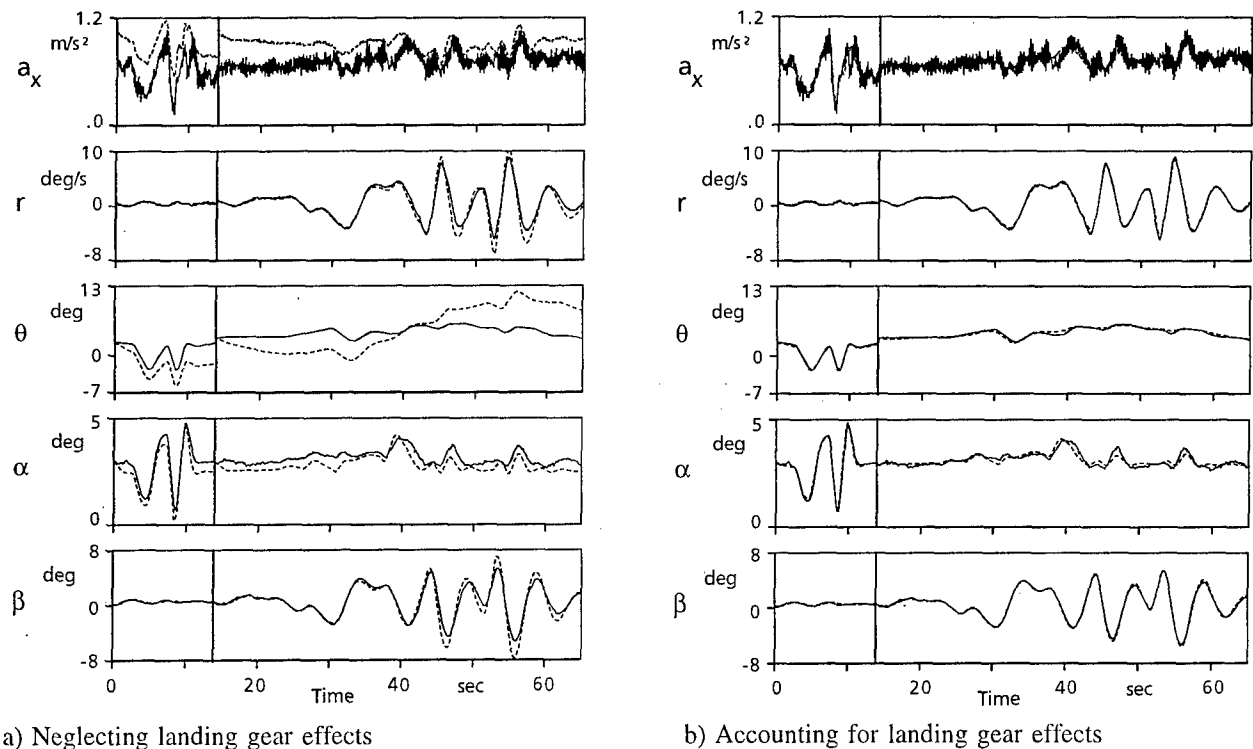 1.2
m/s²
aₓ
.0
10
deg/s
r
0
-8
13
deg
θ
0
-7
5
deg
α
0
8
deg
β
0
-8
0 20 40 sec 60
Time
a) Neglecting landing gear effects
1.2
m/s²
aₓ
.0
10
deg/s
r
0
-8
13
deg
θ
0
-7
5
deg
α
0
8
deg
β
0
-8
0 20 40 sec 60
Time
b) Accounting for landing gear effects